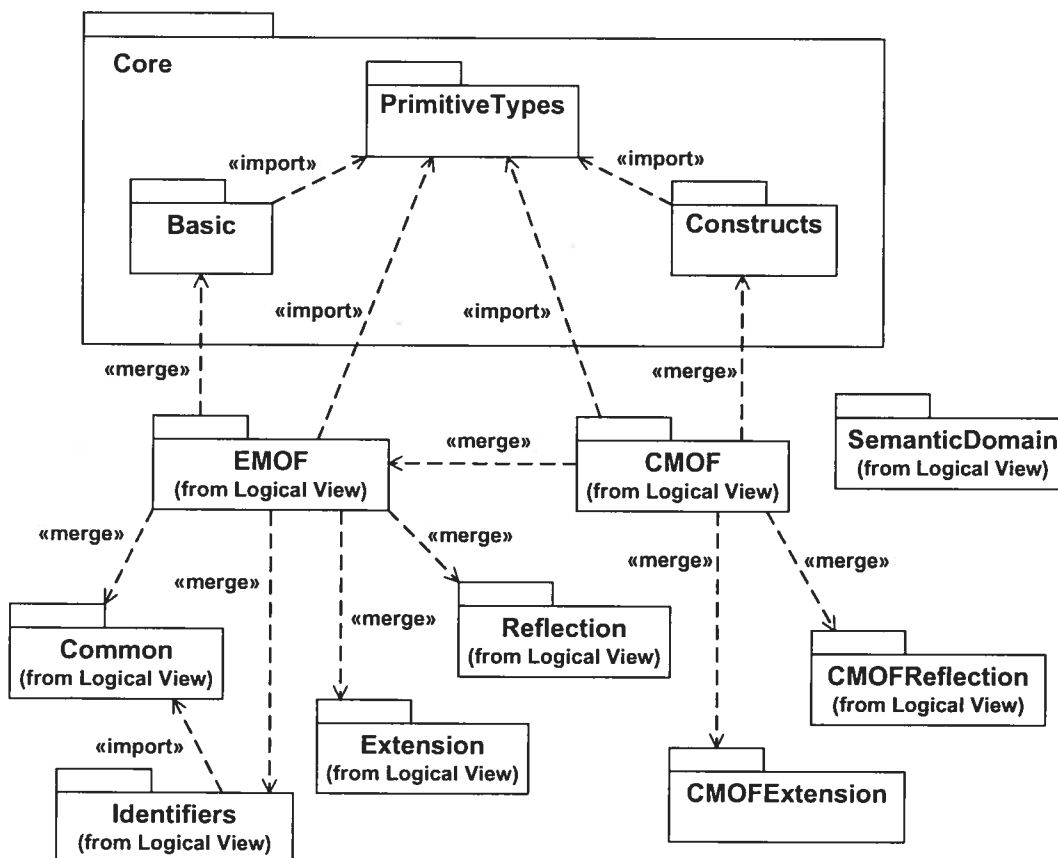 Core
PrimitiveTypes
«import»
«import»
Basic
Constructs
«import»
«import»
«merge»
«merge»
«merge»
EMOF
(from Logical View)
CMOF
(from Logical View)
SemanticDomain
(from Logical View)
«merge»
«merge»
«merge»
«merge»
«merge»
«merge»
Common
(from Logical View)
Reflection
(from Logical View)
CMOFReflection
(from Logical View)
«import»
Extension
(from Logical View)
CMOFExtension
Identifiers
(from Logical View)